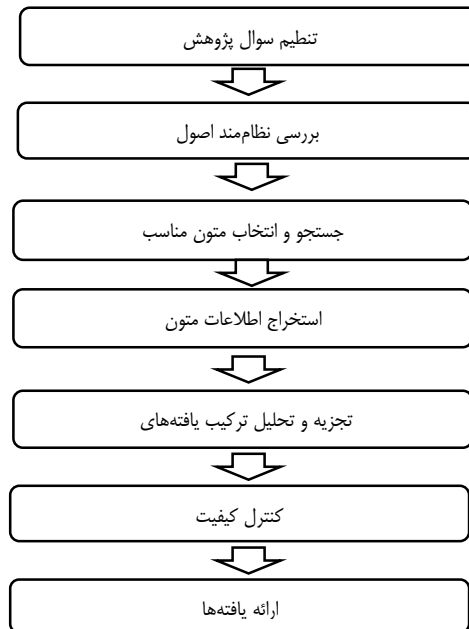 تنطیم سوال پژوهش
بررسی نظام‌مند اصول
جستجو و انتخاب متون مناسب
استخراج اطلاعات متون
تجزیه و تحلیل ترکیب یافته‌های
کنترل کیفیت
ارائه یافته‌ها